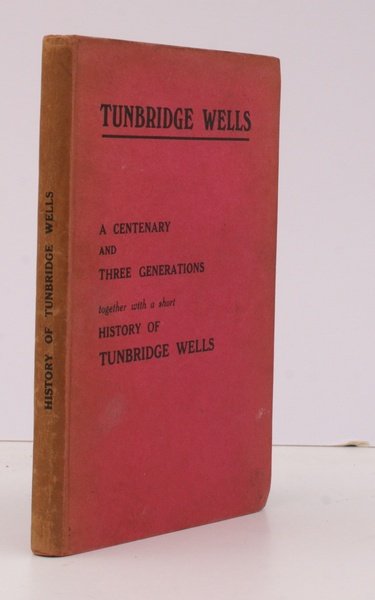 TUNBRIDGE WELLS
A CENTENARY
AND
THREE GENERATIONS
together with a short
HISTORY OF
TUNBRIDGE WELLS
HISTORY OF TUNBRIDGE WELLS